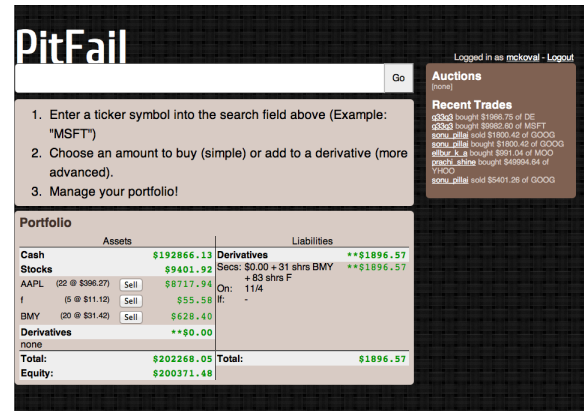 PitFail
Logged in as mckoval - Logout
Go
1. Enter a ticker symbol into the search field above (Example:
"MSFT")
2. Choose an amount to buy (simple) or add to a derivative (more
advanced).
3. Manage your portfolio!
Auctions
[none]
Recent Trades
q33q3 bought $1966.75 of DE
q33q3 bought $9982.60 of MSFT
sonu_pillai sold $1800.42 of GOOG
sonu_pillai bought $1800.42 of GOOG
ellbur_k_a bought $991.04 of MOO
prachi_shine bought $49994.64 of
YHOO
sonu_pillai sold $5401.26 of GOOG
Portfolio
Assets
Cash $192866.13
Stocks $9401.92
AAPL (22 @ $396.27) Sell $8717.94
f (5 @ $11.12) Sell $55.58
BMY (20 @ $31.42) Sell $628.40
Derivatives **$0.00
none
Total: $202268.05
Equity: $200371.48
Liabilities
Derivatives **$1896.57
Secs: $0.00 + 31 shrs BMY **$1896.57
+ 83 shrs F
On: 11/4
If: -
Total: $1896.57